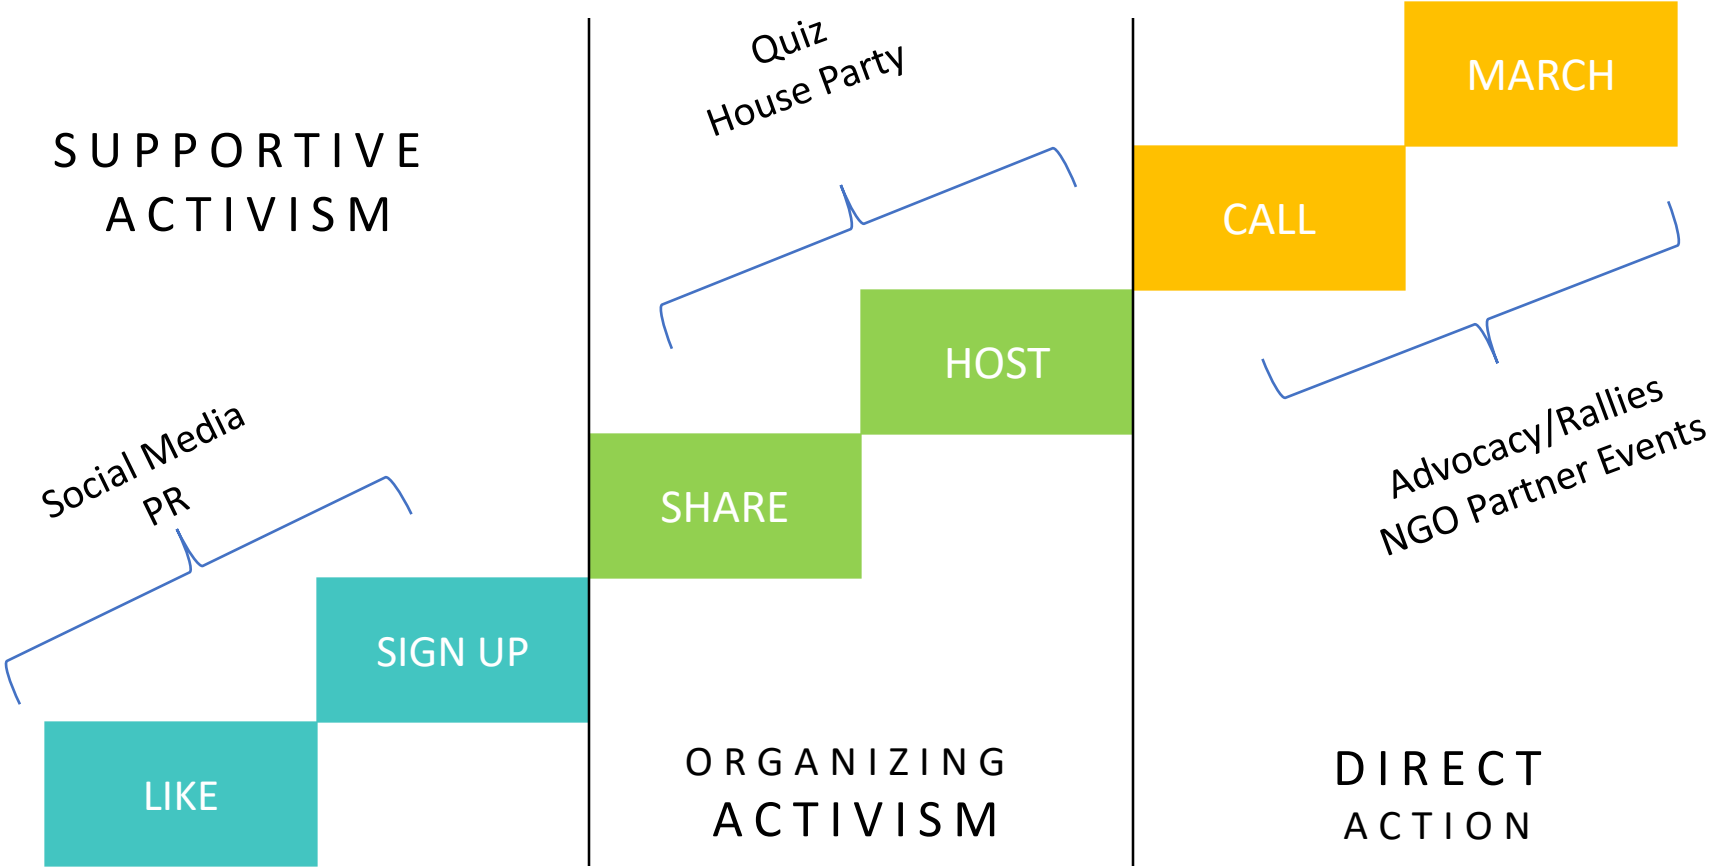 SUPPORTIVE
ACTIVISM
Social Media
PR
SIGN UP
LIKE
Quiz
House Party
HOST
SHARE
ORGANIZING
ACTIVISM
MARCH
CALL
Advocacy/Rallies
NGO Partner Events
DIRECT
ACTION